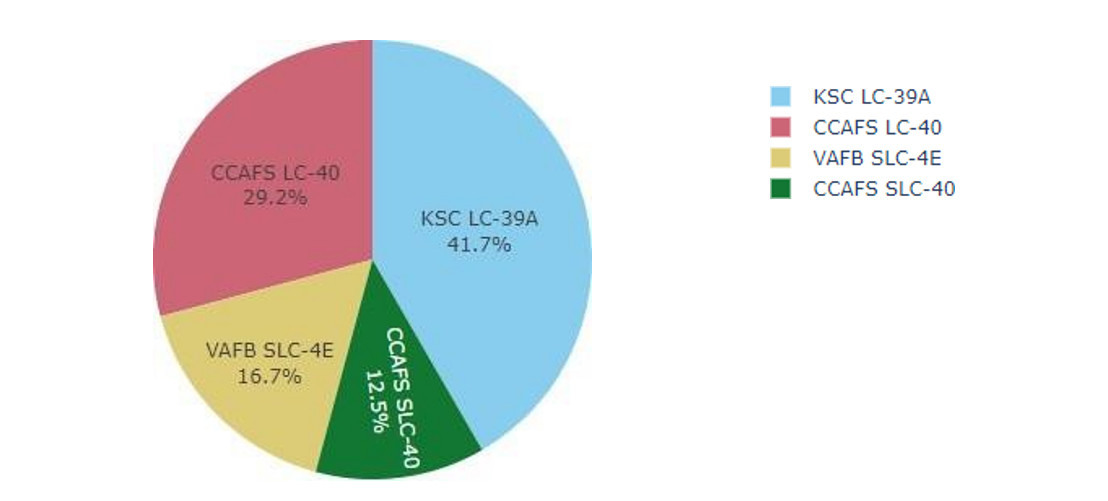 CCAFS LC-40
29.2%
KSC LC-39A
41.7%
VAFB SLC-4E
16.7%
CCAFS SLC-40
12.5%
KSC LC-39A
CCAFS LC-40
VAFB SLC-4E
CCAFS SLC-40